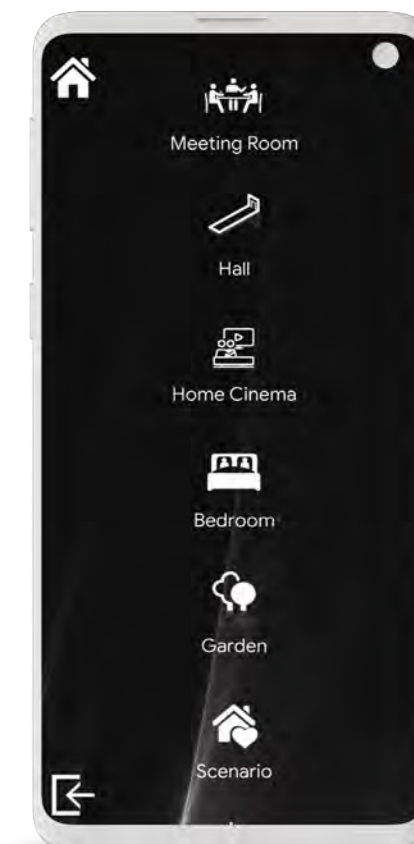 Meeting Room
Hall
Home Cinema
Bedroom
Garden
Scenario